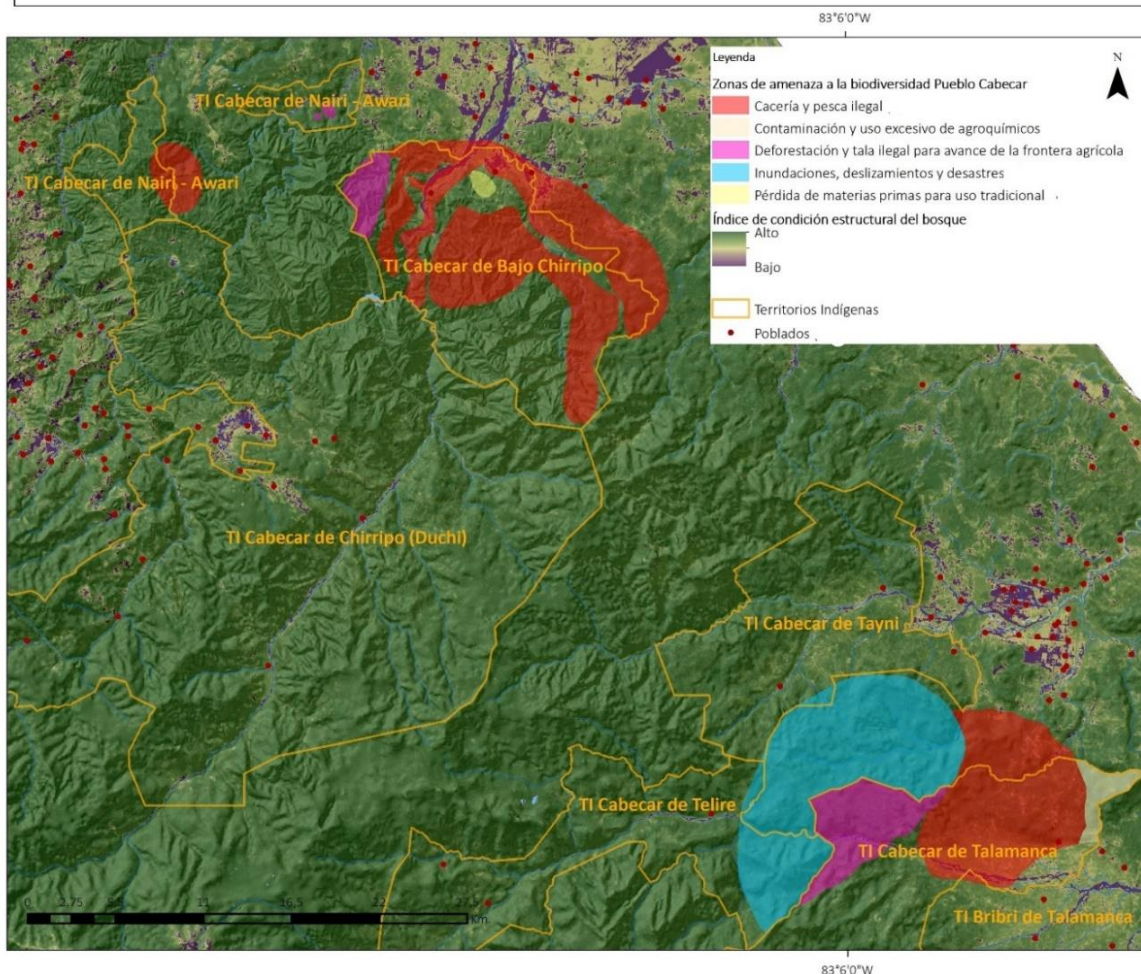 83°6'0"W
Leyenda
N
Zonas de amenaza a la biodiversidad Pueblo Cabecar
Cacería y pesca ilegal
Contaminación y uso excesivo de agroquímicos
Deforestación y tala ilegal para avance de la frontera agrícola
Inundaciones, deslizamientos y desastres
Pérdida de materias primas para uso tradicional
Índice de condición estructural del bosque
Alto
Bajo
Territorios Indígenas
Poblados
TI Cabecar de Nairi - Awari
TI Cabecar de Nairi - Awari
TI Cabecar de Bajo Chirripo
TI Cabecar de Chirripo (Duchi)
TI Cabecar de Tayni
TI Cabecar de Telire
TI Cabecar de Talamanca
TI Bribri de Talamanca
0 2.75 5.5 11 16.5 22 27.5
Km
83°6'0"W